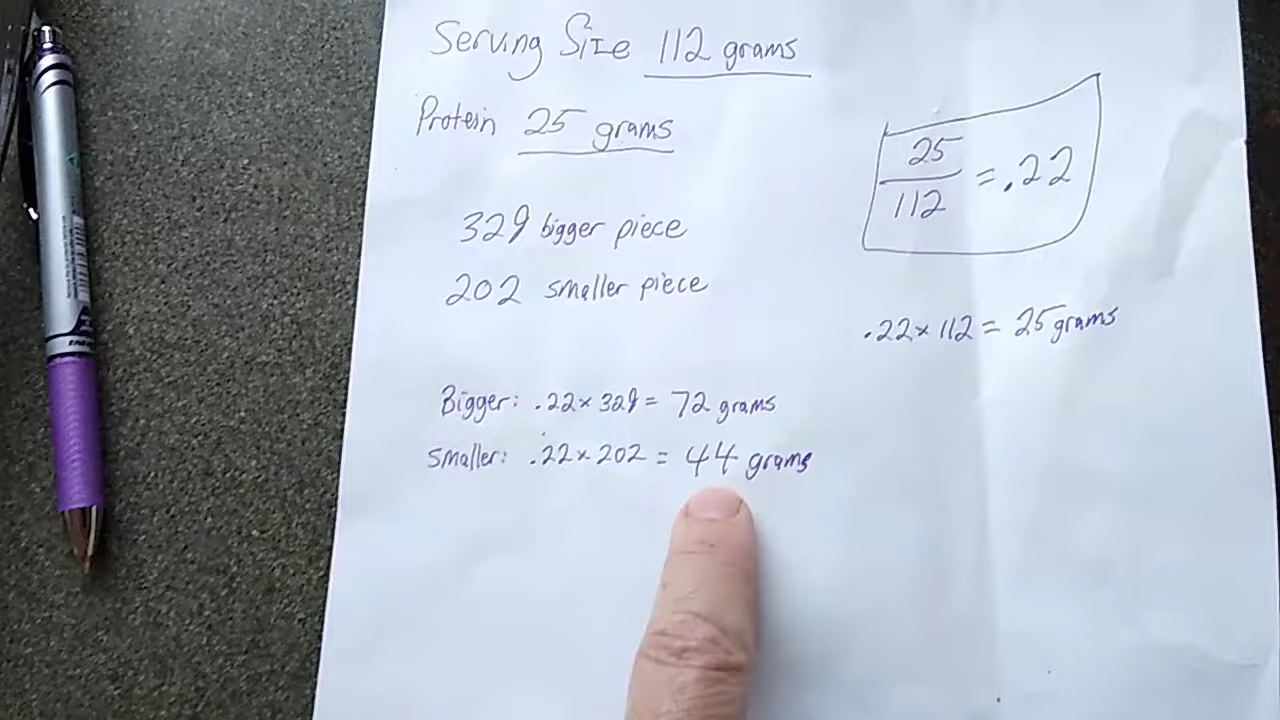 Serving Size 112 grams
Protein 25 grams
25
112
= .22
329 bigger piece
202 smaller piece
.22 x 112 = 25 grams
Bigger: .22 x 329 = 72 grams
Smaller: .22 x 202 = 44 grams